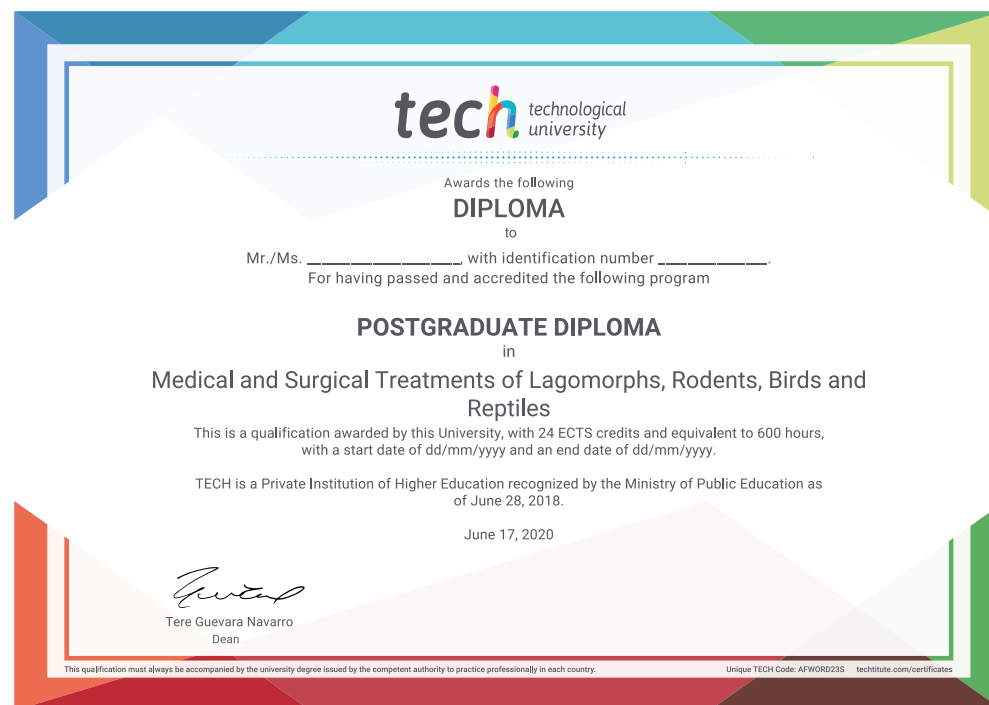 tech technological
university
Awards the following
DIPLOMA
to
Mr./Ms. ____________________, with identification number ______________.
For having passed and accredited the following program
POSTGRADUATE DIPLOMA
in
Medical and Surgical Treatments of Lagomorphs, Rodents, Birds and
Reptiles
This is a qualification awarded by this University, with 24 ECTS credits and equivalent to 600 hours,
with a start date of dd/mm/yyyy and an end date of dd/mm/yyyy.
TECH is a Private Institution of Higher Education recognized by the Ministry of Public Education as
of June 28, 2018.
June 17, 2020
Tere Guevara Navarro
Dean
This qualification must always be accompanied by the university degree issued by the competent authority to practice professionally in each country.
Unique TECH Code: AFWORD23S techtitute.com/certificates